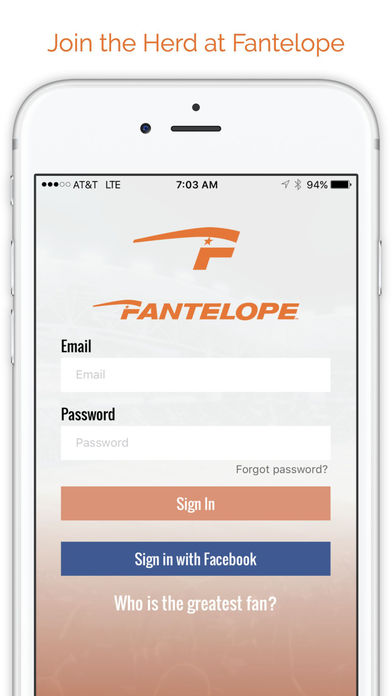 Join the Herd at Fantelope
AT&T LTE 7:03 AM 94%
F
FANTELOPE™
Email
Email
Password
Password
Forgot password?
Sign In
Sign in with Facebook
Who is the greatest fan?